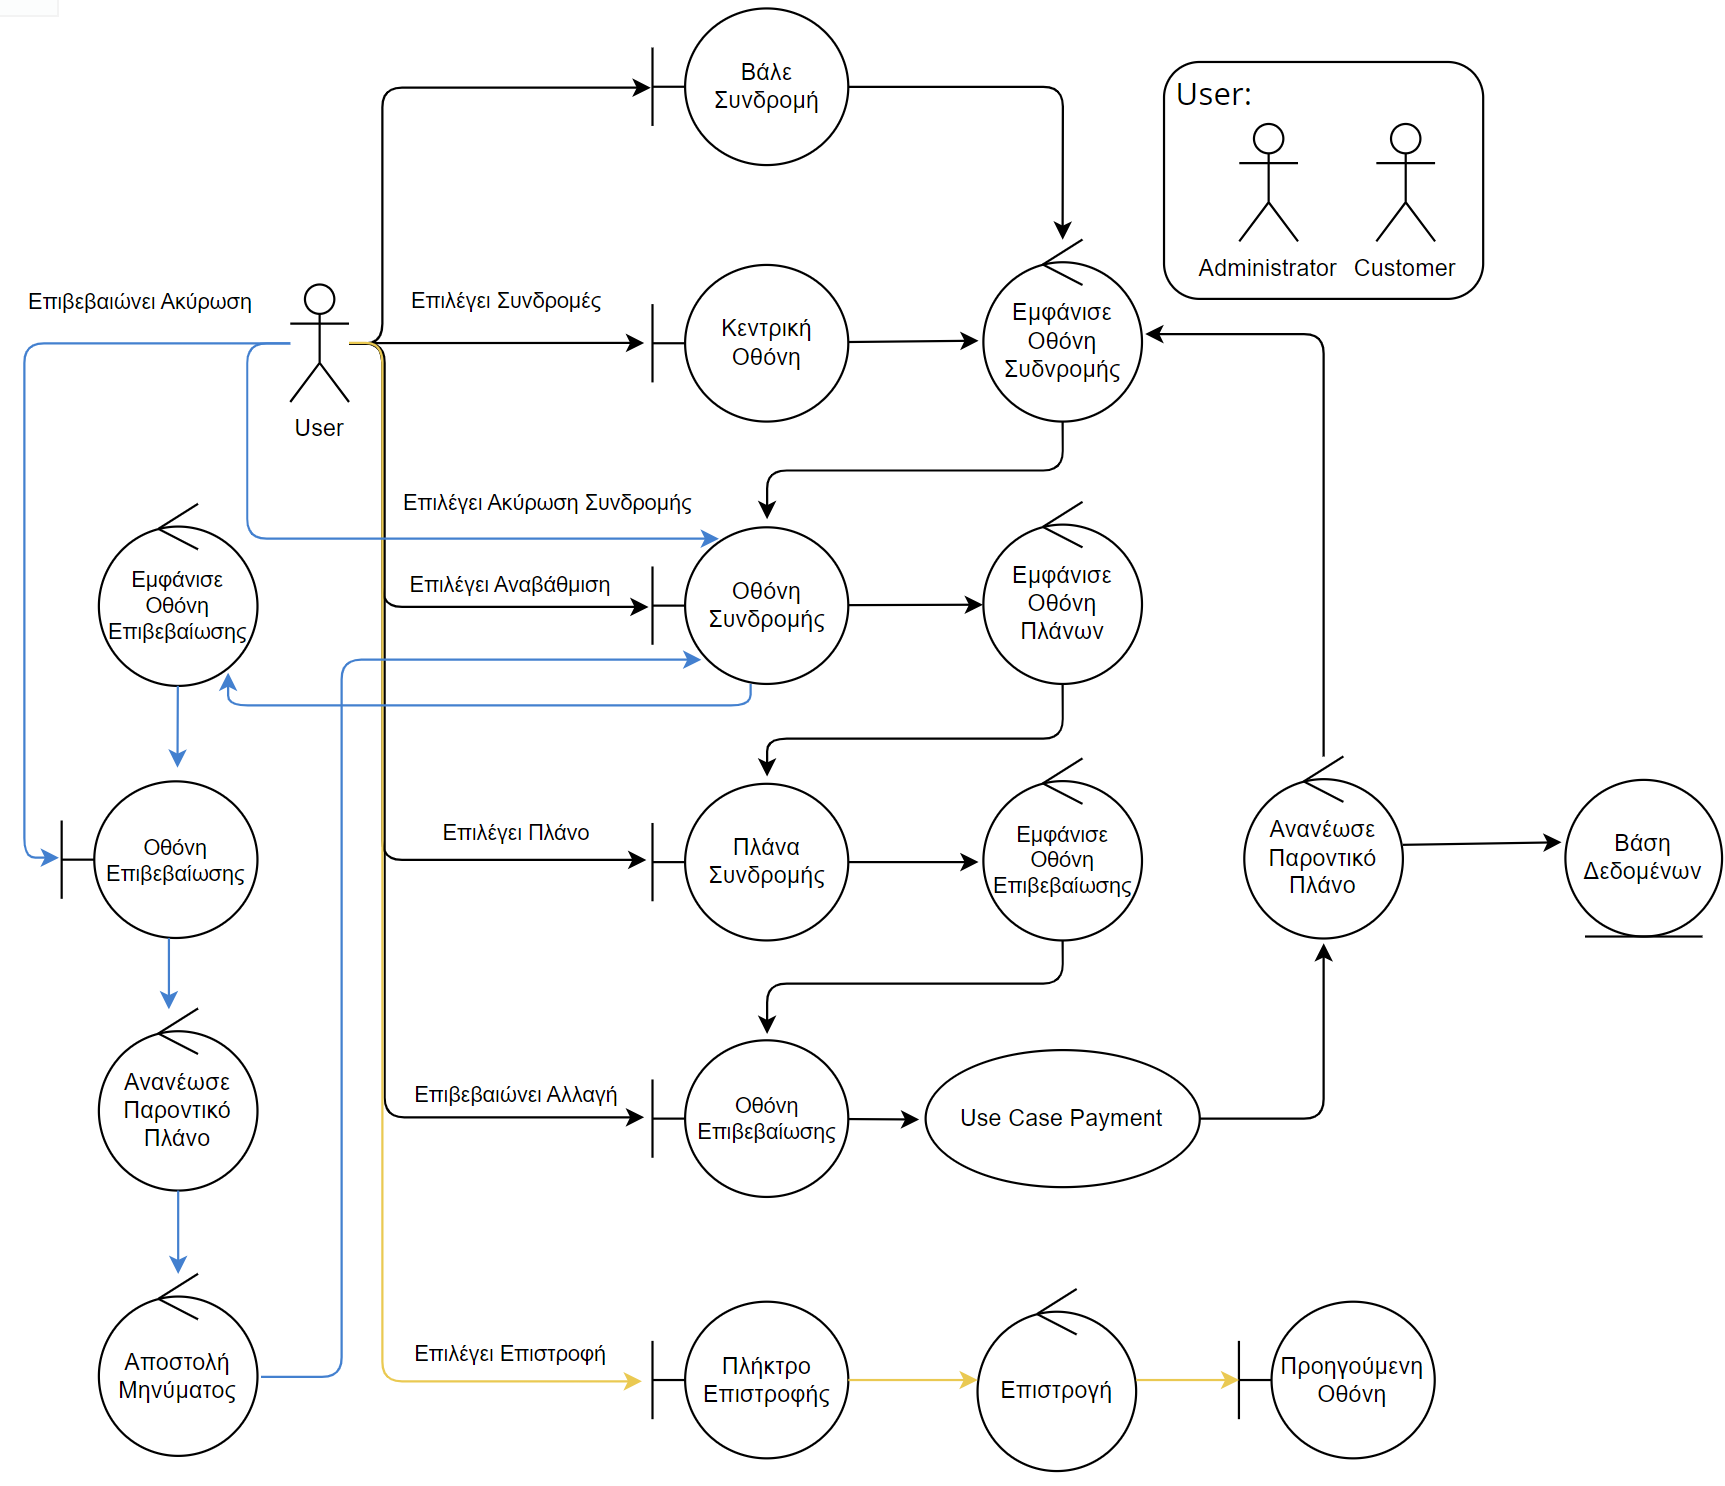 Βάλε
Συνδρομή
User:
Administrator
Customer
Επιβεβαιώνει Ακύρωση
User
Επιλέγει Συνδρομές
Κεντρική
Οθόνη
Εμφάνισε
Οθόνη
Συδνρομής
Επιλέγει Ακύρωση Συνδρομής
Επιλέγει Αναβάθμιση
Εμφάνισε
Οθόνη
Επιβεβαίωσης
Οθόνη
Συνδρομής
Εμφάνισε
Οθόνη
Πλάνων
Επιλέγει Πλάνο
Οθόνη
Επιβεβαίωσης
Πλάνα
Συνδρομής
Εμφάνισε
Οθόνη
Επιβεβαίωσης
Ανανέωσε
Παροντικό
Πλάνο
Βάση
Δεδομένων
Ανανέωσε
Παροντικό
Πλάνο
Επιβεβαιώνει Αλλαγή
Οθόνη
Επιβεβαίωσης
Use Case Payment
Αποστολή
Μηνύματος
Επιλέγει Επιστροφή
Πλήκτρο
Επιστροφής
Επιστρογή
Προηγούμενη
Οθόνη